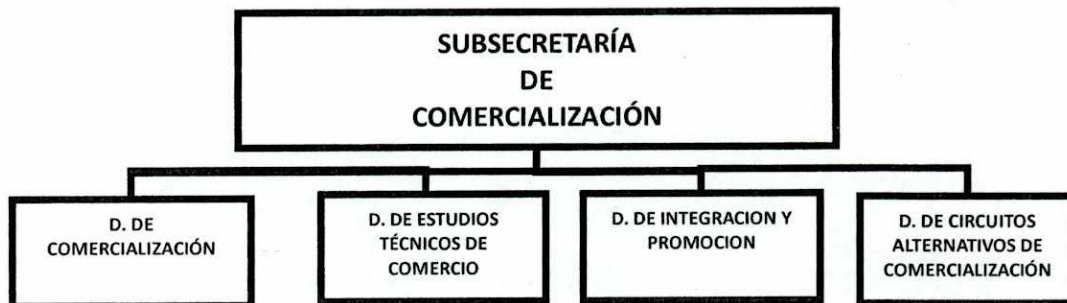 SUBSECRETARÍA
DE
COMERCIALIZACIÓN
D. DE
COMERCIALIZACIÓN
D. DE ESTUDIOS
TÉCNICOS DE
COMERCIO
D. DE INTEGRACION Y
PROMOCION
D. DE CIRCUITOS
ALTERNATIVOS DE
COMERCIALIZACIÓN